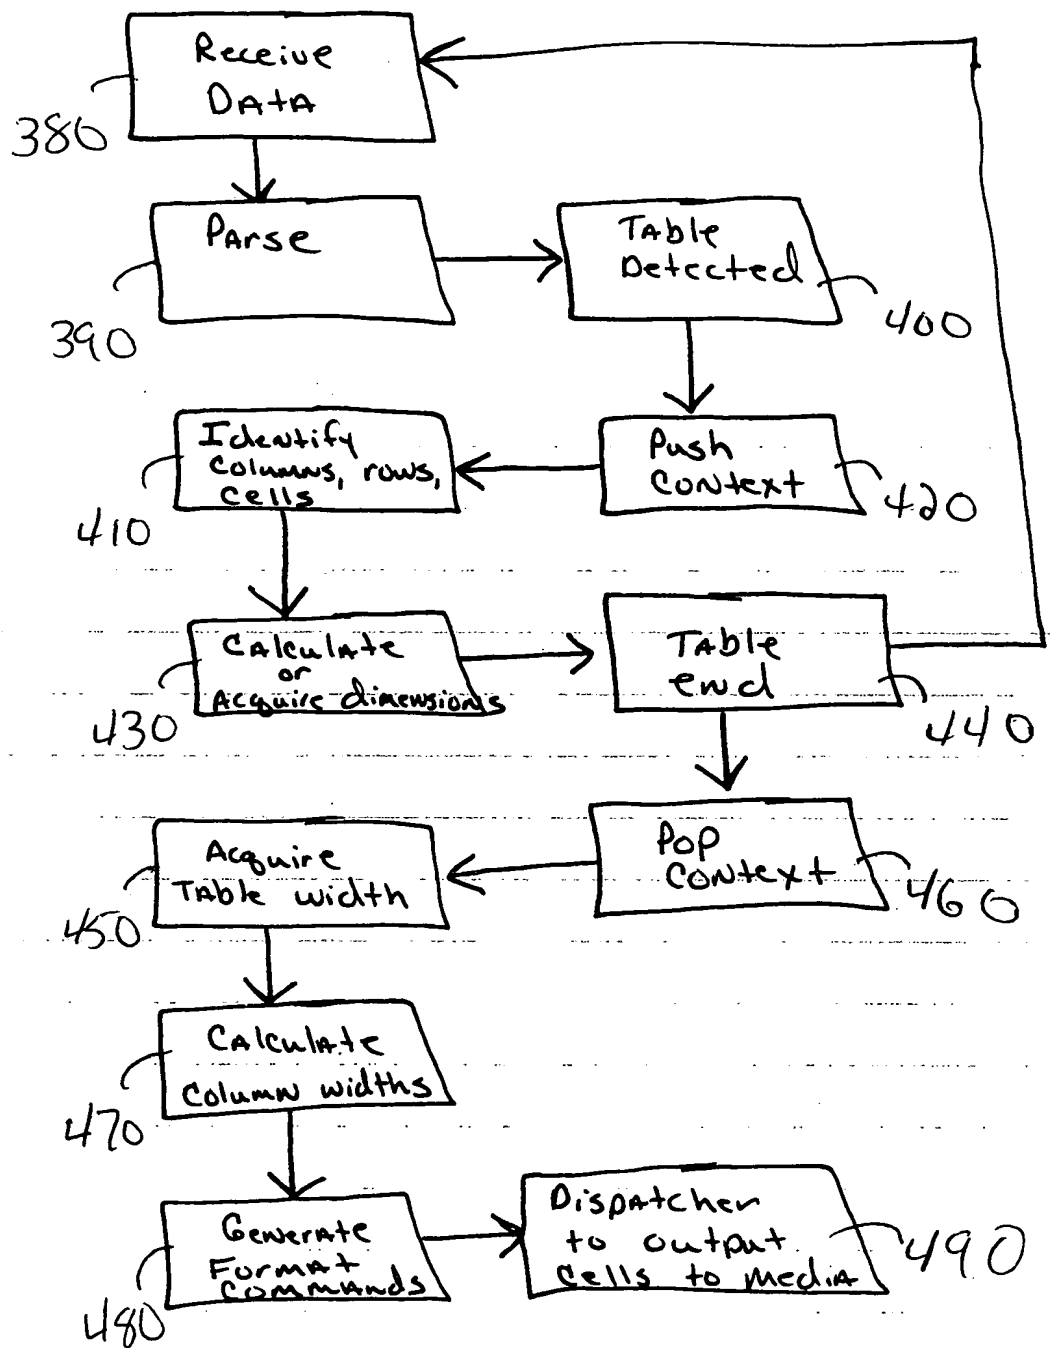 Receive
Data
380
Parse
390
Table
Detected
400
Identify
columns, rows,
cells
410
Push
context
420
Calculate
or
Acquire dimensions
430
Table
end
440
Acquire
Table width
450
Pop
context
460
Calculate
column widths
470
Generate
Format
commands
480
Dispatcher
to output
cells to media
490